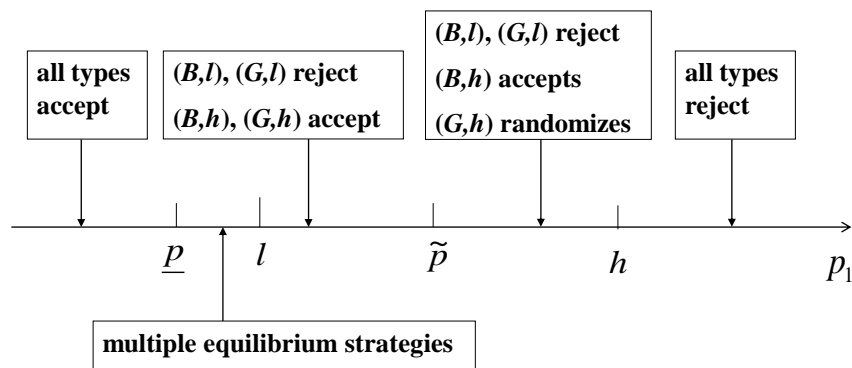 all types
accept
(B,l), (G,l) reject
(B,h), (G,h) accept
(B,l), (G,l) reject
(B,h) accepts
(G,h) randomizes
all types
reject
p l p̃ h p₁
multiple equilibrium strategies